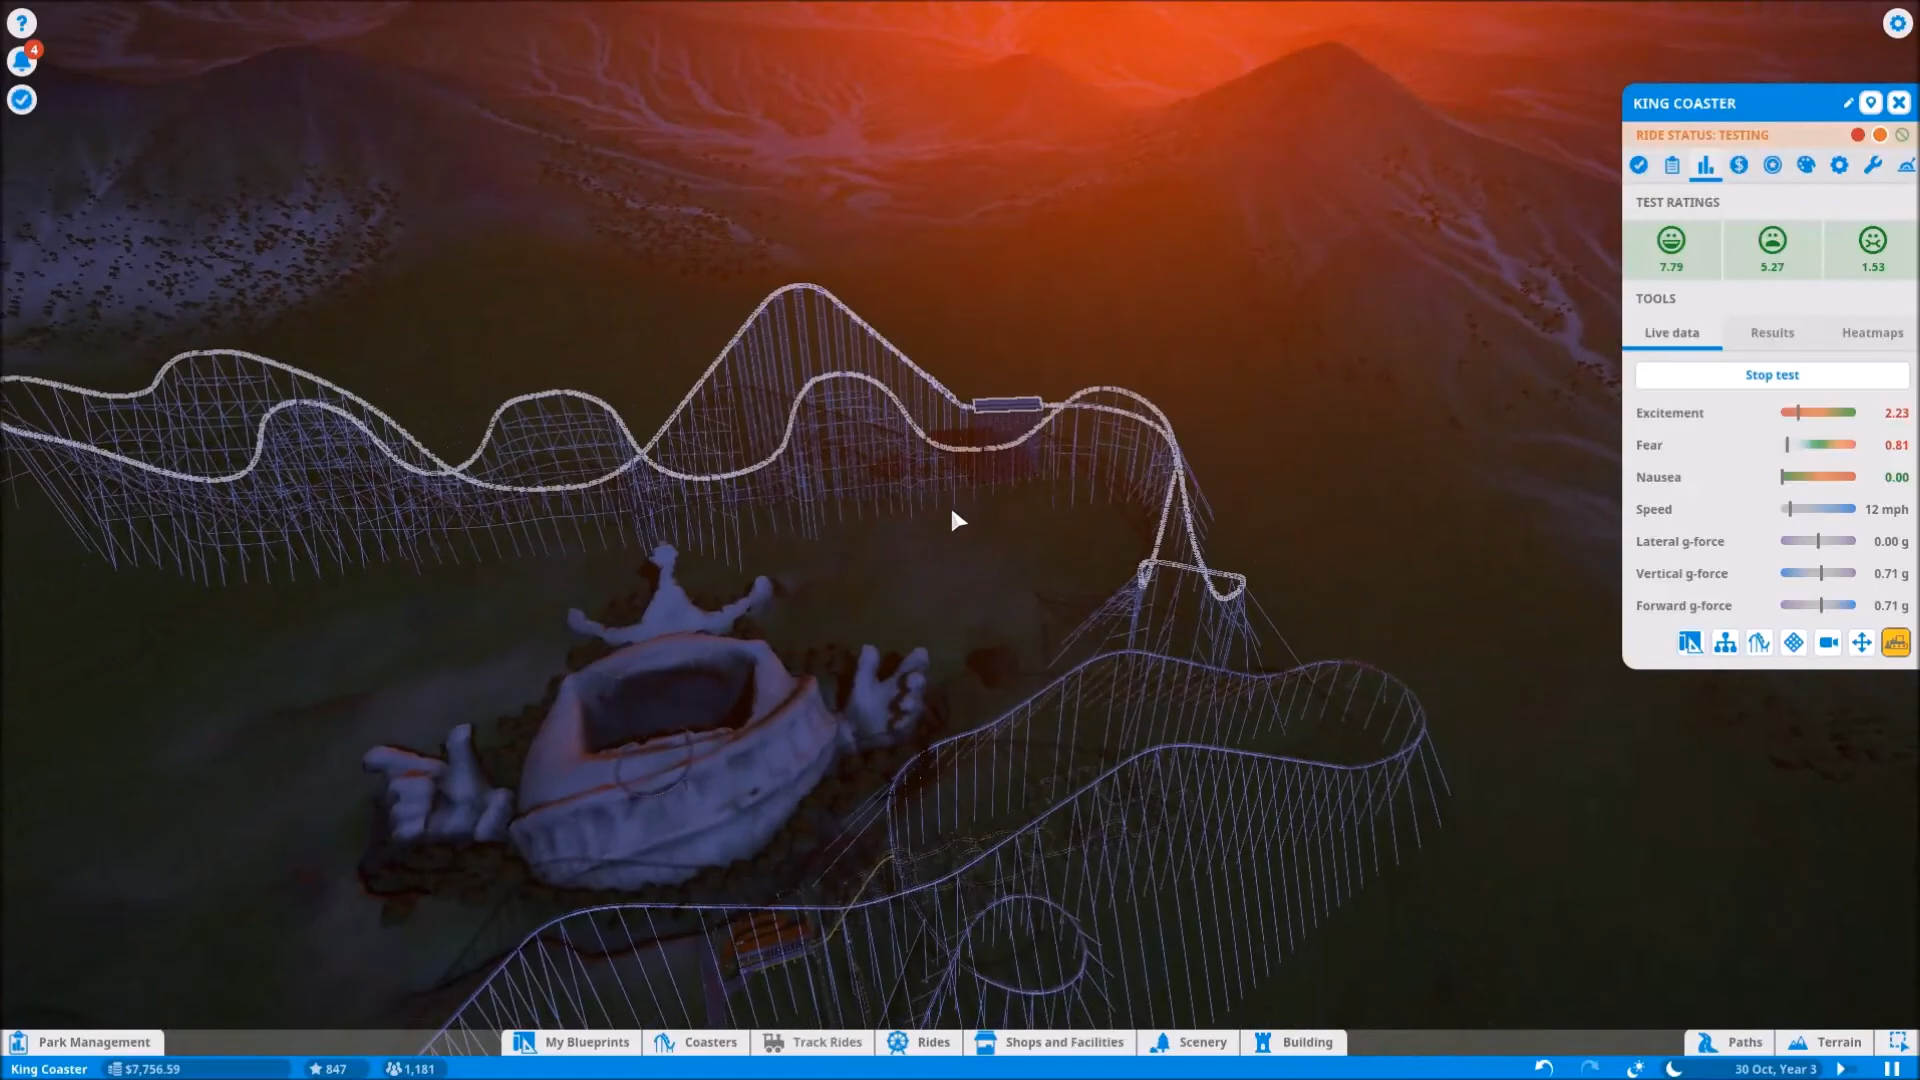 ?
4
KING COASTER
RIDE STATUS: TESTING
TEST RATINGS
7.79 5.27 1.53
TOOLS
Live data Results Heatmaps
Stop test
Excitement 2.23
Fear 0.81
Nausea 0.00
Speed 12 mph
Lateral g-force 0.00 g
Vertical g-force 0.71 g
Forward g-force 0.71 g
Park Management My Blueprints Coasters Track Rides Rides Shops and Facilities Scenery Building Paths Terrain
King Coaster $7,756.59 847 1,181 30 Oct, Year 3